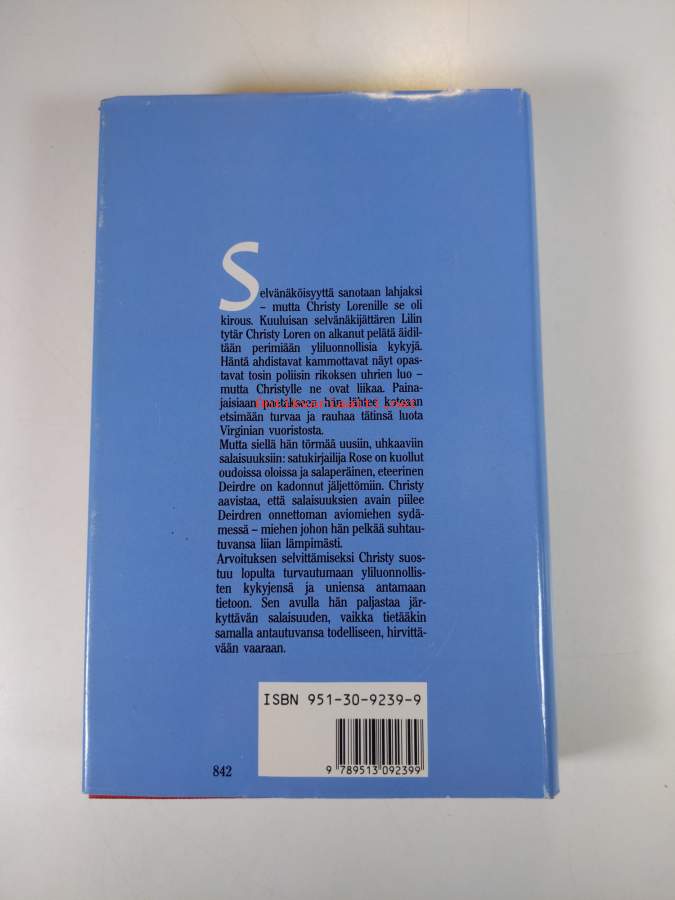 Selvänäköisyyttä sanotaan lahjaksi
– mutta Christy Lorenille se oli
kirous. Kuuluisan selvänäkijättären Lilin
tytär Christy Loren on alkanut pelätä äidil-
tään perimiään yliluonnollisia kykyjä.
Häntä ahdistavat kammottavat näyt opas-
tavat tosin poliisin rikoksen uhrien luo –
mutta Christylle ne ovat liikaa. Paina-
jaisiaan hän lähtee kotoaan
etsimään turvaa ja rauhaa tätinsä luota
Virginian vuoristosta.
Mutta siellä hän törmää uusiin, uhkaaviin
salaisuuksiin: satukirjailija Rose on kuollut
oudoissa oloissa ja salaperäinen, eteerinen
Deirdre on kadonnut jäljettömiin. Christy
aavistaa, että salaisuuksien avain piilee
Deirdren onnettoman aviomiehen sydä-
messä – miehen johon hän pelkää suhtau-
tuvansa liian lämpimästi.
Arvoituksen selvittämiseksi Christy suos-
tuu lopulta turvautumaan yliluonnollis-
ten kykyjensä ja uniensa antamaan
tietoon. Sen avulla hän paljastaa jär-
kyttävän salaisuuden, vaikka tietääkin
samalla antautuvansa todelliseen, hirvittä-
vään vaaraan.
ISBN 951-30-9239-9
9 789513 092399
842